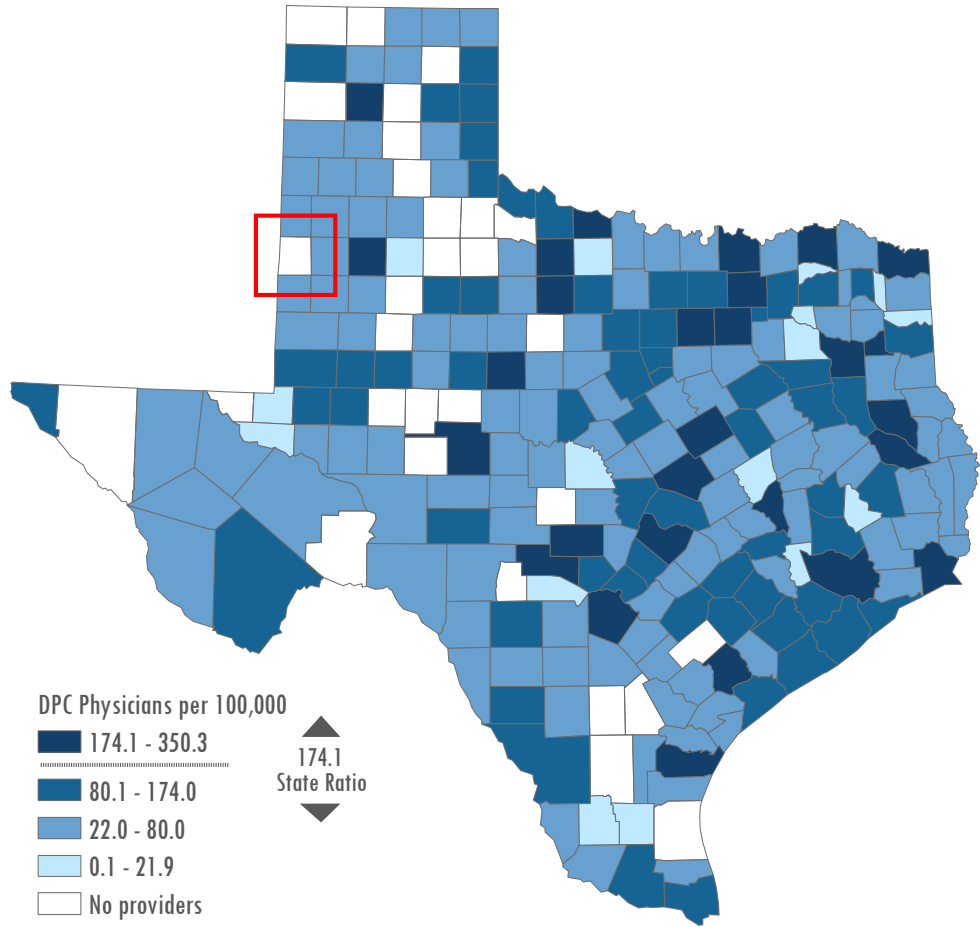 DPC Physicians per 100,000
174.1 - 350.3
80.1 - 174.0
22.0 - 80.0
0.1 - 21.9
No providers
174.1
State Ratio